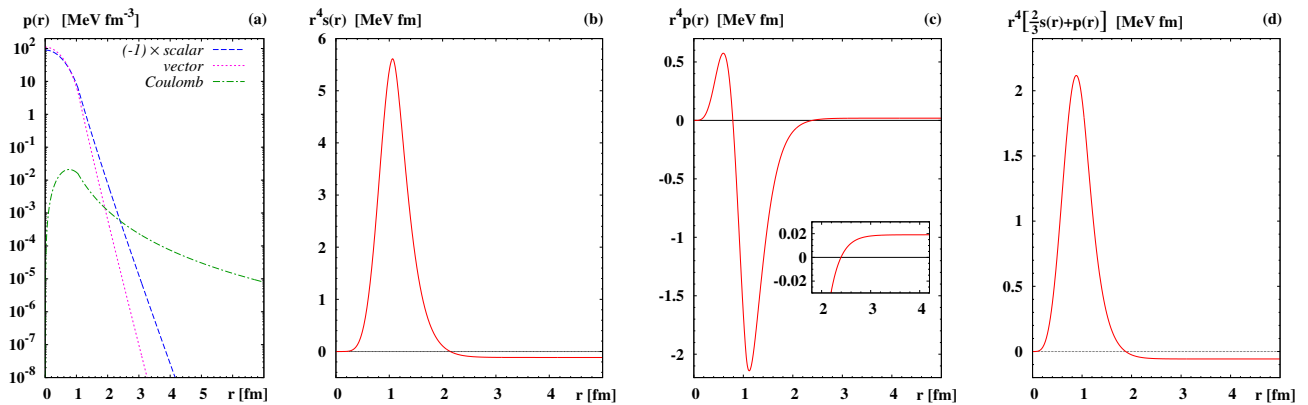 p(r) [MeV fm⁻³] (a)
(-1) × scalar
vector
Coulomb
10²
10
1
10⁻¹
10⁻²
10⁻³
10⁻⁴
10⁻⁵
10⁻⁶
10⁻⁷
10⁻⁸
0 1 2 3 4 5 6 r [fm]
r⁴s(r) [MeV fm] (b)
6
5
4
3
2
1
0
0 1 2 3 4 r [fm]
r⁴p(r) [MeV fm] (c)
0.5
0
-0.5
-1
-1.5
-2
0.02
0
-0.02
2 3 4
0 1 2 3 4 r [fm]
r⁴[⅔s(r)+p(r)] [MeV fm] (d)
2
1.5
1
0.5
0
0 1 2 3 4 r [fm]